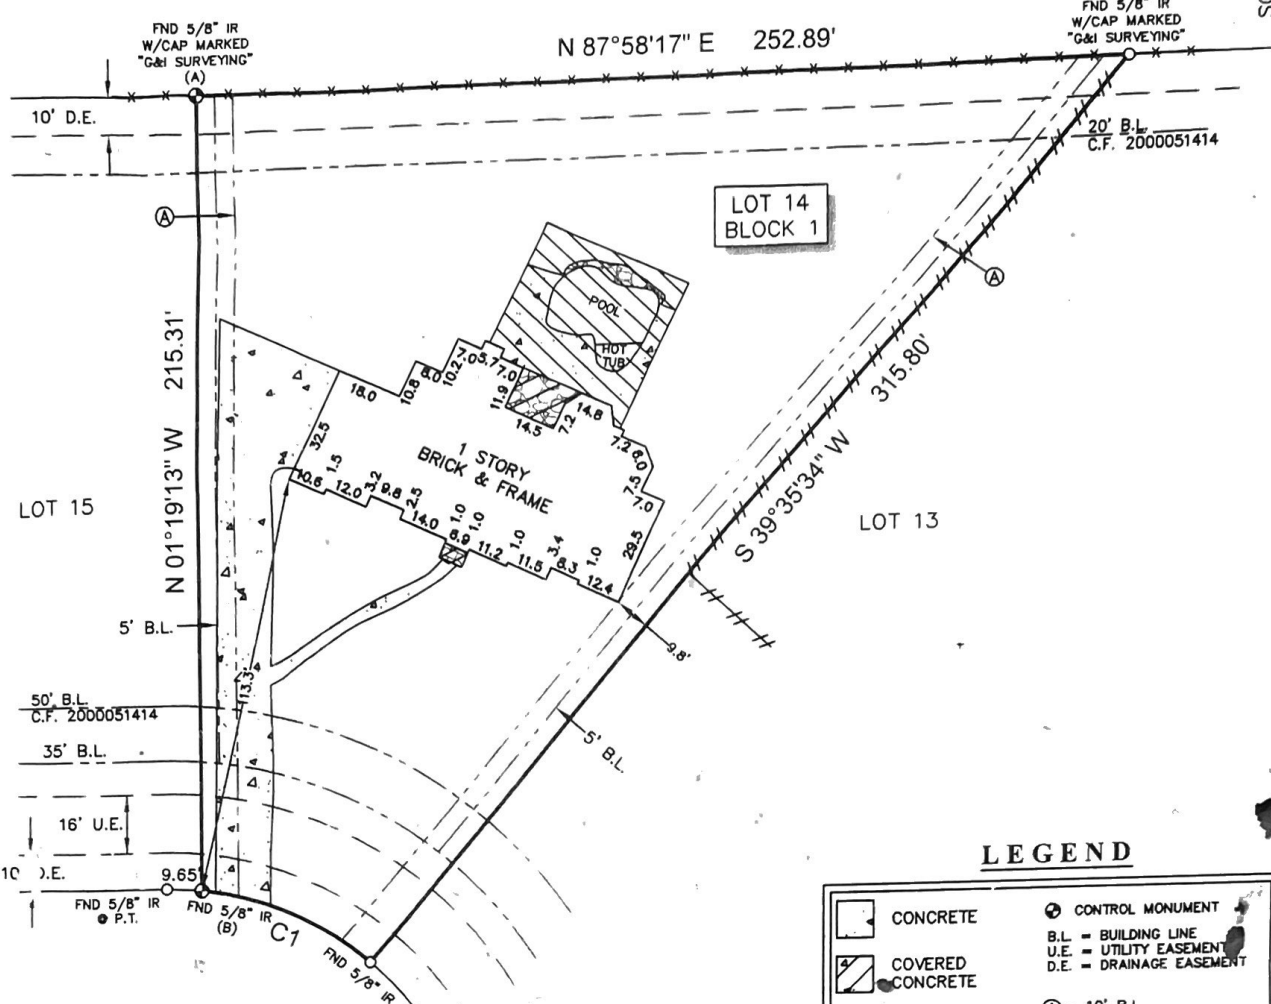 FND 5/8" IR
W/CAP MARKED
"G&I SURVEYING"
(A)
N 87°58'17" E 252.89'
FND 5/8" IR
W/CAP MARKED
"G&I SURVEYING"
10' D.E.
20' B.L.
C.F. 2000051414
A
LOT 14
BLOCK 1
A
POOL
HOT
TUB
N 01°19'13" W 215.31'
S 39°35'34" W 315.80'
18.0
10.8
8.0
10.2
7.0
5.7
7.0
11.9
14.5
7.2
14.8
7.2
6.0
7.5
7.0
29.5
32.5
1 STORY
BRICK & FRAME
10.6
1.5
12.0
3.2
9.8
2.5
14.0
1.0
6.9
1.0
11.2
1.0
11.5
3.4
8.3
1.0
12.4
LOT 15
LOT 13
5' B.L.
9.8'
113.3'
50' B.L.
C.F. 2000051414
35' B.L.
5' B.L.
16' U.E.
10' D.E.
9.65'
FND 5/8" IR
@ P.T.
FND 5/8" IR
(B)
C1
FND 5/8" IR
LEGEND
CONCRETE
COVERED
CONCRETE
CONTROL MONUMENT
B.L. = BUILDING LINE
U.E. = UTILITY EASEMENT
D.E. = DRAINAGE EASEMENT